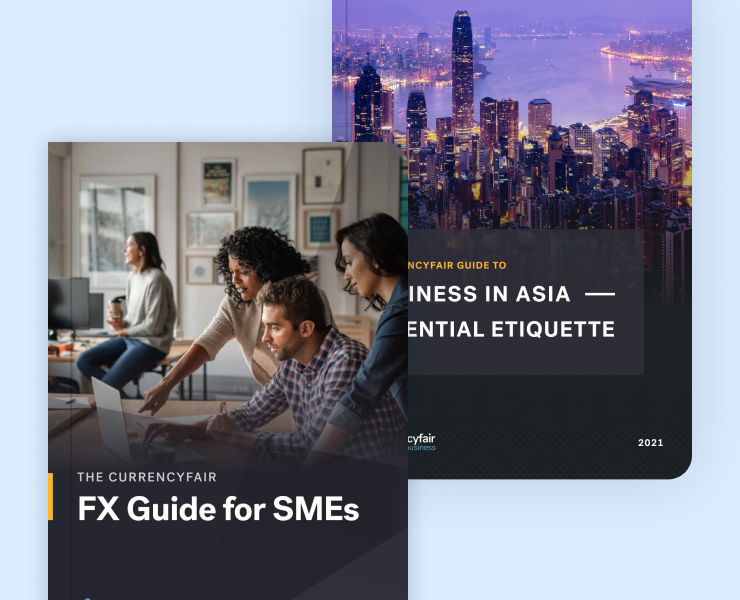 NCYFAIR GUIDE TO
INESS IN ASIA —
ENTIAL ETIQUETTE
cyfair
business
2021
THE CURRENCYFAIR
FX Guide for SMEs